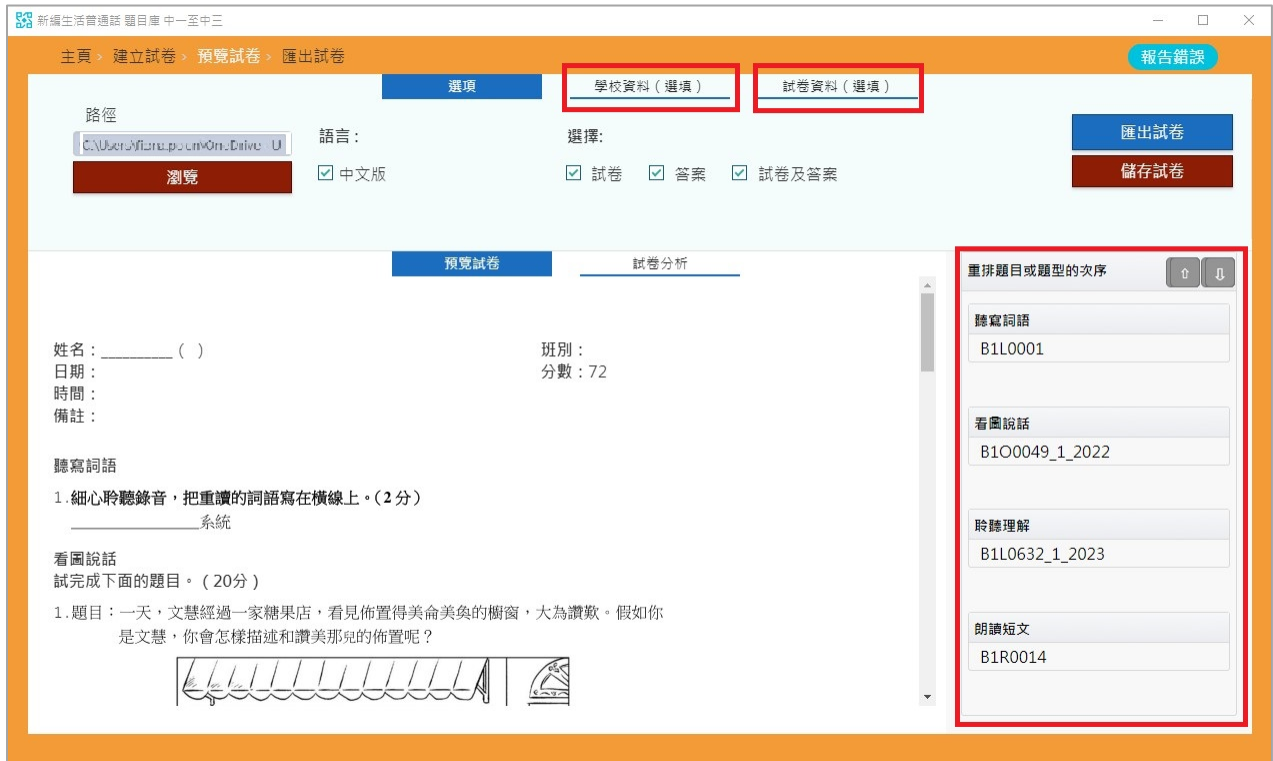 新編生活普通話 題目庫 中一至中三
主頁› 建立試卷› 預覽試卷› 匯出試卷
報告錯誤
選項 學校資料（選填） 試卷資料（選填）
路徑
語言：
選擇:
瀏覽
中文版
試卷 答案 試卷及答案
匯出試卷
儲存試卷
預覽試卷 試卷分析
姓名：__________ ( ) 班別：
日期： 分數：72
時間：
備註：
聽寫詞語
1.細心聆聽錄音，把重讀的詞語寫在橫線上。（2 分）
__________________系統
看圖說話
試完成下面的題目。（20分）
1.題目：一天，文慧經過一家糖果店，看見佈置得美侖美奐的櫥窗，大為讚歎。假如你
是文慧，你會怎樣描述和讚美那兒的佈置呢？
重排題目或題型的次序
聽寫詞語
B1L0001
看圖說話
B1O0049_1_2022
聆聽理解
B1L0632_1_2023
朗讀短文
B1R0014